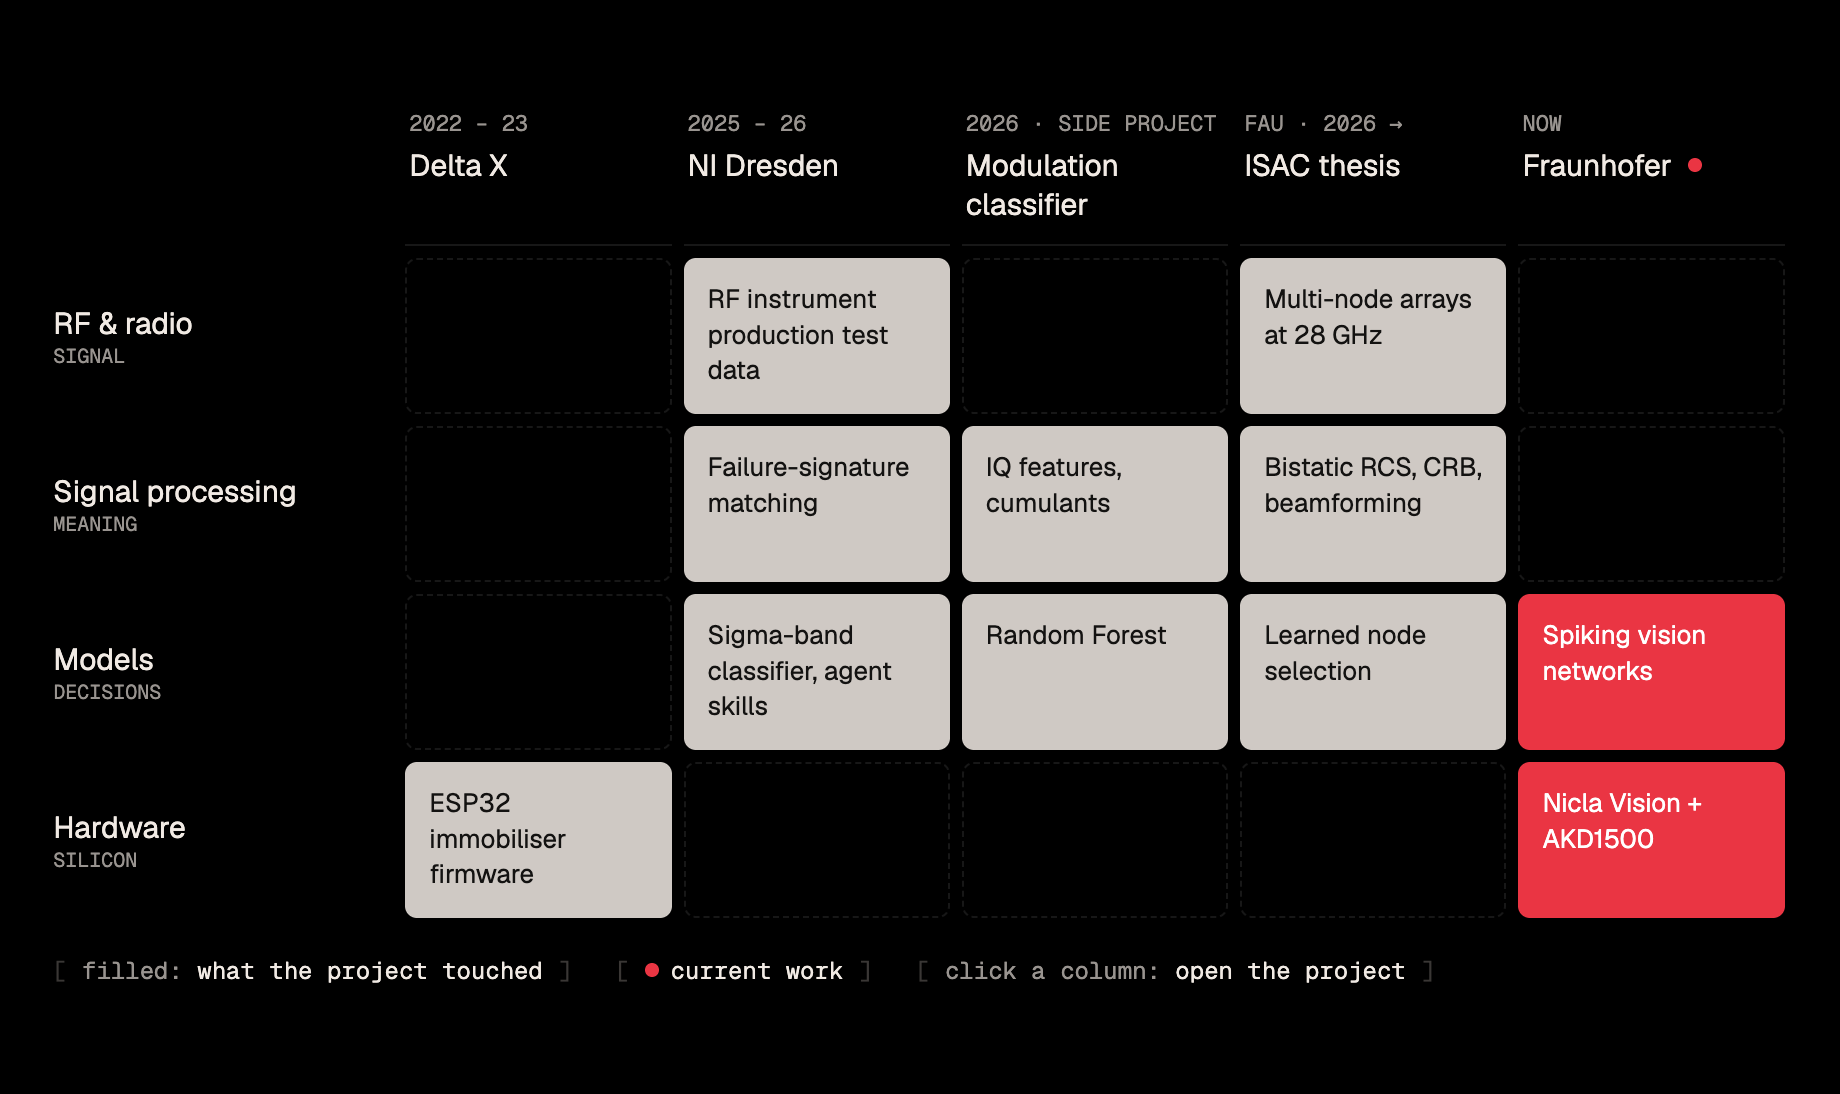 2022 – 23
Delta X
2025 – 26
NI Dresden
2026 · SIDE PROJECT
Modulation
classifier
FAU · 2026 →
ISAC thesis
NOW
Fraunhofer
RF & radio
SIGNAL
RF instrument
production test
data
Multi-node arrays
at 28 GHz
Signal processing
MEANING
Failure-signature
matching
IQ features,
cumulants
Bistatic RCS, CRB,
beamforming
Models
DECISIONS
Sigma-band
classifier, agent
skills
Random Forest
Learned node
selection
Spiking vision
networks
Hardware
SILICON
ESP32
immobiliser
firmware
Nicla Vision +
AKD1500
[ filled: what the project touched ] [ ● current work ] [ click a column: open the project ]